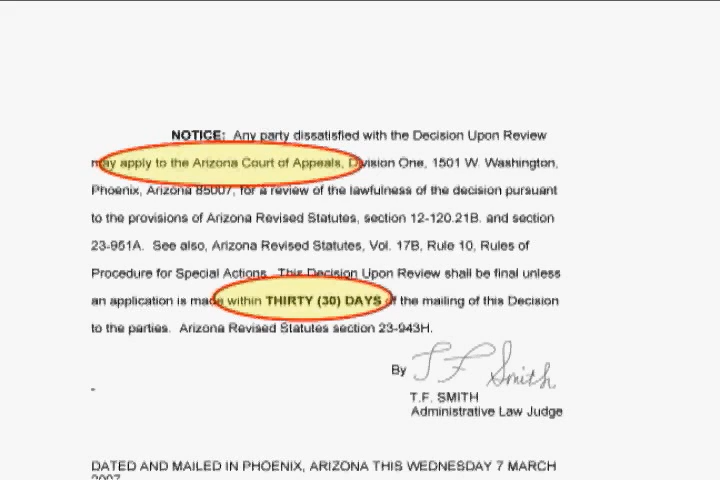 NOTICE: Any party dissatisfied with the Decision Upon Review
may apply to the Arizona Court of Appeals, Division One, 1501 W. Washington,
Phoenix, Arizona 85007, for a review of the lawfulness of the decision pursuant
to the provisions of Arizona Revised Statutes, section 12-120.21B. and section
23-951A. See also, Arizona Revised Statutes, Vol. 17B, Rule 10, Rules of
Procedure for Special Actions. This Decision Upon Review shall be final unless
an application is made within THIRTY (30) DAYS of the mailing of this Decision
to the parties. Arizona Revised Statutes section 23-943H.
By T F Smith
T.F. SMITH
Administrative Law Judge
DATED AND MAILED IN PHOENIX, ARIZONA THIS WEDNESDAY 7 MARCH
2007